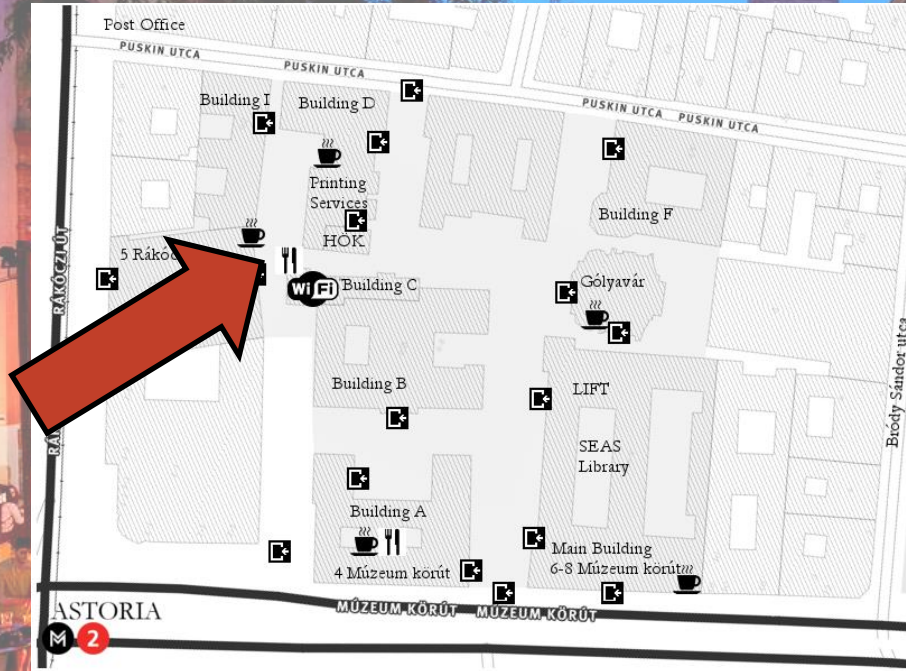 Post Office
PUSKIN UTCA
PUSKIN UTCA
PUSKIN UTCA
PUSKIN UTCA
Building I
Building D
Printing
Services
HÖK
Building F
RÁKÓCZI ÚT
5 Rákóc
WiFi
Building C
Gólyavár
Building B
LIFT
Bródy Sándor utca
SEAS
Library
RÁ
Building A
4 Múzeum körút
Main Building
6-8 Múzeum körút
MÚZEUM KÖRÚT
MÚZEUM KÖRÚT
ASTORIA
M 2